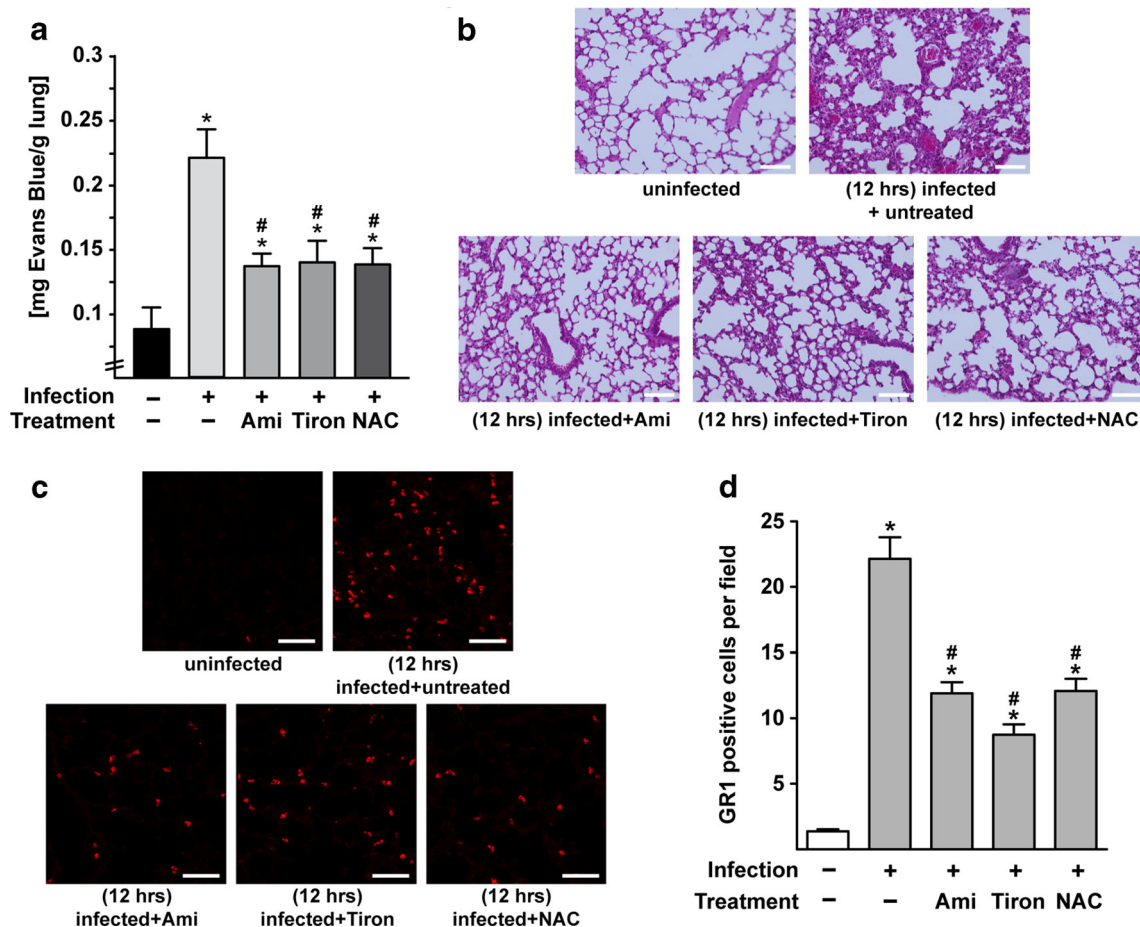 a
[mg Evans Blue/g lung]
0.3
0.25
0.2
0.15
0.1
*
#
*
#
*
#
*
Infection – + + + +
Treatment – – Ami Tiron NAC
b
uninfected
(12 hrs) infected
+ untreated
(12 hrs) infected+Ami
(12 hrs) infected+Tiron
(12 hrs) infected+NAC
c
uninfected
(12 hrs)
infected+untreated
(12 hrs)
infected+Ami
(12 hrs)
infected+Tiron
(12 hrs)
infected+NAC
d
GR1 positive cells per field
25
20
15
10
5
*
#
*
#
*
#
*
Infection – + + + +
Treatment – – Ami Tiron NAC